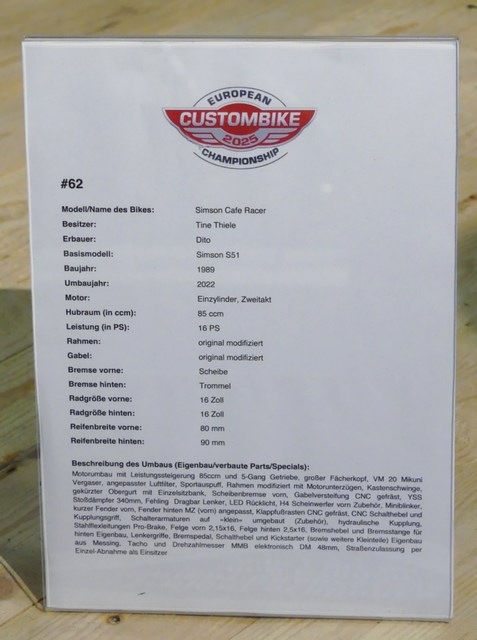 EUROPEAN
CUSTOMBIKE
2025
CHAMPIONSHIP
#62
Modell/Name des Bikes: Simson Cafe Racer
Besitzer: Tine Thiele
Erbauer: Dito
Basismodell: Simson S51
Baujahr: 1989
Umbaujahr: 2022
Motor: Einzylinder, Zweitakt
Hubraum (in ccm): 85 ccm
Leistung (in PS): 16 PS
Rahmen: original modifiziert
Gabel: original modifiziert
Bremse vorne: Scheibe
Bremse hinten: Trommel
Radgröße vorne: 16 Zoll
Radgröße hinten: 16 Zoll
Reifenbreite vorne: 80 mm
Reifenbreite hinten: 90 mm
Beschreibung des Umbaus (Eigenbau/verbaute Parts/Specials):
Motorumbau mit Leistungssteigerung 85ccm und 5-Gang Getriebe, großer Fächerkopf, VM 20 Mikuni
Vergaser, angepasster Luftfilter, Sportauspuff, Rahmen modifiziert mit Motorunterzügen, Kastenschwinge,
gekürzter Obergurt mit Einzelsitzbank, Scheibenbremse vorn, Gabelversteifung CNC gefräst, YSS
Stoßdämpfer 340mm, Fehling Dragbar Lenker, LED Rücklicht, H4 Scheinwerfer vorn Zubehör, Miniblinker,
kurzer Fender vorn, Fender hinten MZ (vorn) angepasst, Klappfußrasten CNC gefräst, CNC Schalthebel und
Kupplungsgriff, Schalterarmaturen auf »klein« umgebaut (Zubehör), hydraulische Kupplung,
Stahlflexleitungen Pro-Brake, Felge vorn 2,15x16, Felge hinten 2,5x16, Bremshebel und Bremsstange für
hinten Eigenbau, Lenkergriffe, Bremspedal, Schalthebel und Kickstarter (sowie weitere Kleinteile) Eigenbau
aus Messing, Tacho und Drehzahlmesser MMB elektronisch DM 48mm, Straßenzulassung per
Einzel-Abnahme als Einsitzer